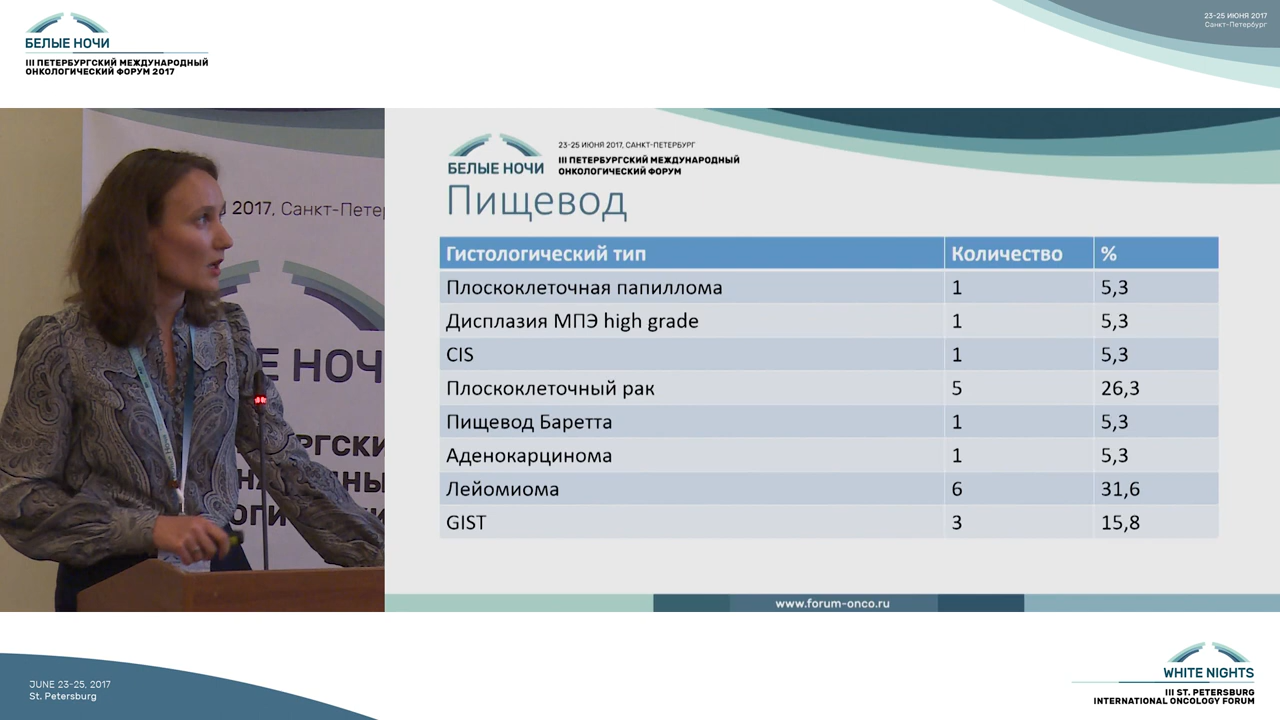 БЕЛЫЕ НОЧИ
III ПЕТЕРБУРГСКИЙ МЕЖДУНАРОДНЫЙ
ОНКОЛОГИЧЕСКИЙ ФОРУМ 2017
23-25 ИЮНЯ 2017
Санкт-Петербург
2017, Санкт-Петер
Е НОЧ
РГСКИ
НЫ
ОГИ
23-25 ИЮНЯ 2017, САНКТ-ПЕТЕРБУРГ
БЕЛЫЕ НОЧИ
III ПЕТЕРБУРГСКИЙ МЕЖДУНАРОДНЫЙ
ОНКОЛОГИЧЕСКИЙ ФОРУМ
Пищевод
Гистологический тип Количество %
Плоскоклеточная папиллома 1 5,3
Дисплазия МПЭ high grade 1 5,3
CIS 1 5,3
Плоскоклеточный рак 5 26,3
Пищевод Баретта 1 5,3
Аденокарцинома 1 5,3
Лейомиома 6 31,6
GIST 3 15,8
www.forum-onco.ru
JUNE 23-25, 2017
St. Petersburg
WHITE NIGHTS
III ST. PETERSBURG
INTERNATIONAL ONCOLOGY FORUM